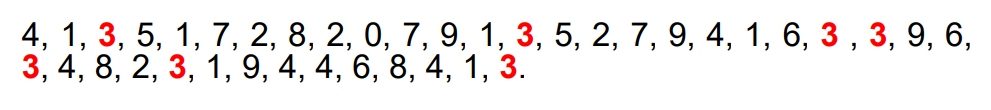 4, 1, 3, 5, 1, 7, 2, 8, 2, 0, 7, 9, 1, 3, 5, 2, 7, 9, 4, 1, 6, 3 , 3, 9, 6,
3, 4, 8, 2, 3, 1, 9, 4, 4, 6, 8, 4, 1, 3.